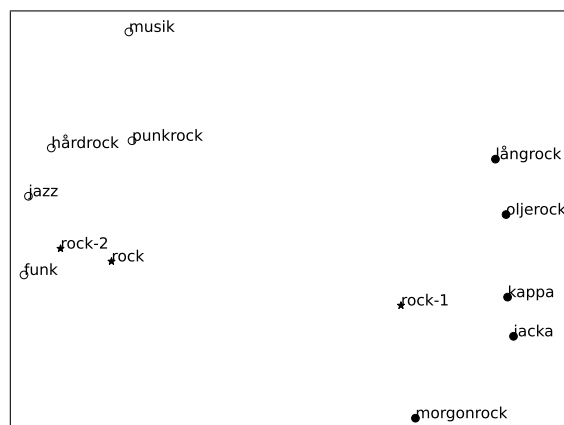 musik
punkrock
hårdrock
långrock
jazz
oljerock
rock-2
rock
funk
kappa
rock-1
jacka
morgonrock